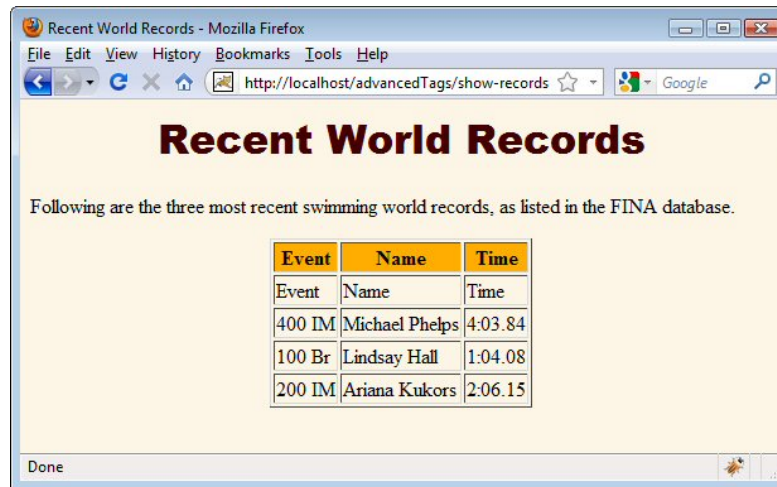 Recent World Records - Mozilla Firefox
File Edit View History Bookmarks Tools Help
http://localhost/advancedTags/show-records Google
Recent World Records
Following are the three most recent swimming world records, as listed in the FINA database.
Event Name Time
Event Name Time
400 IM Michael Phelps 4:03.84
100 Br Lindsay Hall 1:04.08
200 IM Ariana Kukors 2:06.15
Done